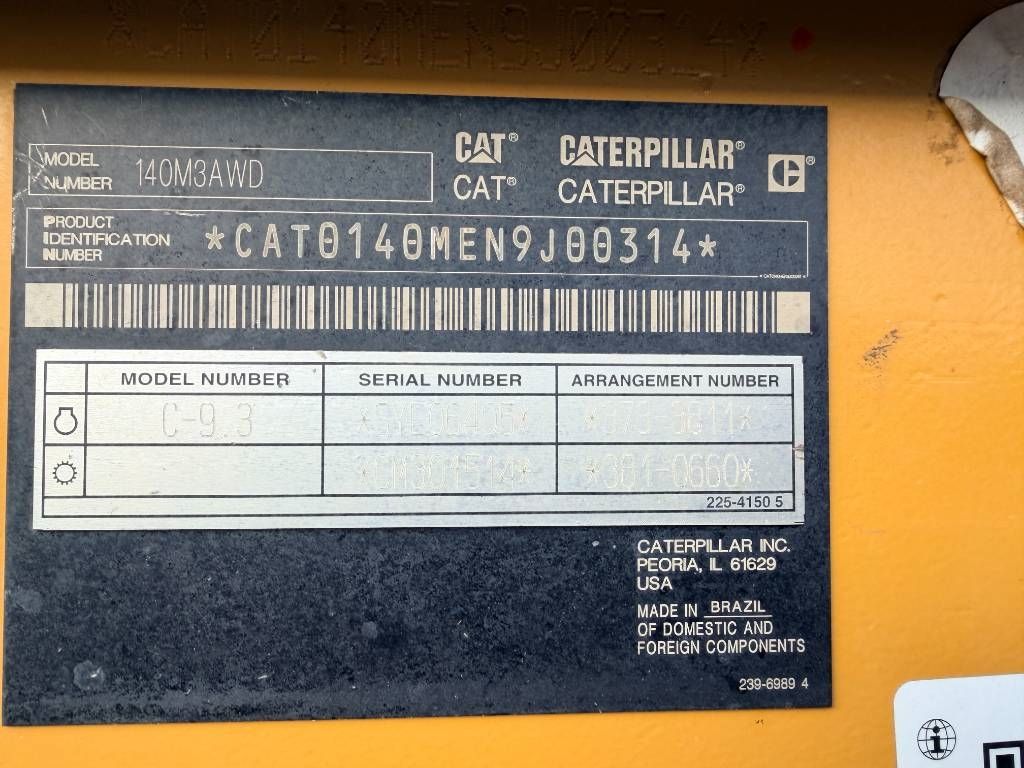 *CAT0140MEN9J00314*
MODEL NUMBER 140M3AWD
CAT® CATERPILLAR®
CAT® CATERPILLAR®
PRODUCT IDENTIFICATION NUMBER *CAT0140MEN9J00314*
MODEL NUMBER SERIAL NUMBER ARRANGEMENT NUMBER
C-9.3
*381-0660*
225-4150 5
CATERPILLAR INC.
PEORIA, IL 61629
USA
MADE IN BRAZIL
OF DOMESTIC AND
FOREIGN COMPONENTS
239-6989 4